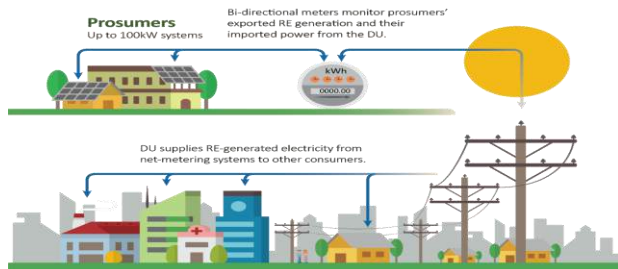 Prosumers
Up to 100kW systems
Bi-directional meters monitor prosumers'
exported RE generation and their
imported power from the DU.
kWh
0000.00
DU supplies RE-generated electricity from
net-metering systems to other consumers.